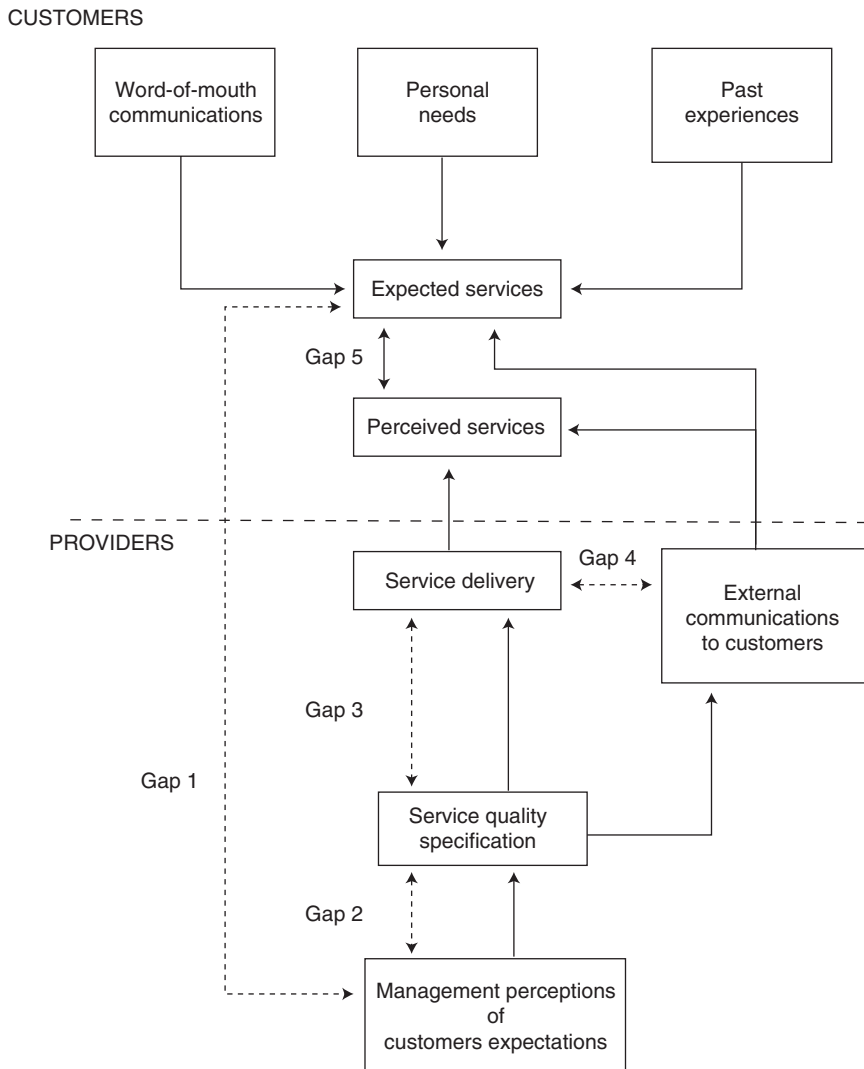 CUSTOMERS
Word-of-mouth
communications
Personal
needs
Past
experiences
Expected services
Gap 5
Perceived services
PROVIDERS
Service delivery
Gap 4
External
communications
to customers
Gap 3
Gap 1
Service quality
specification
Gap 2
Management perceptions
of
customers expectations